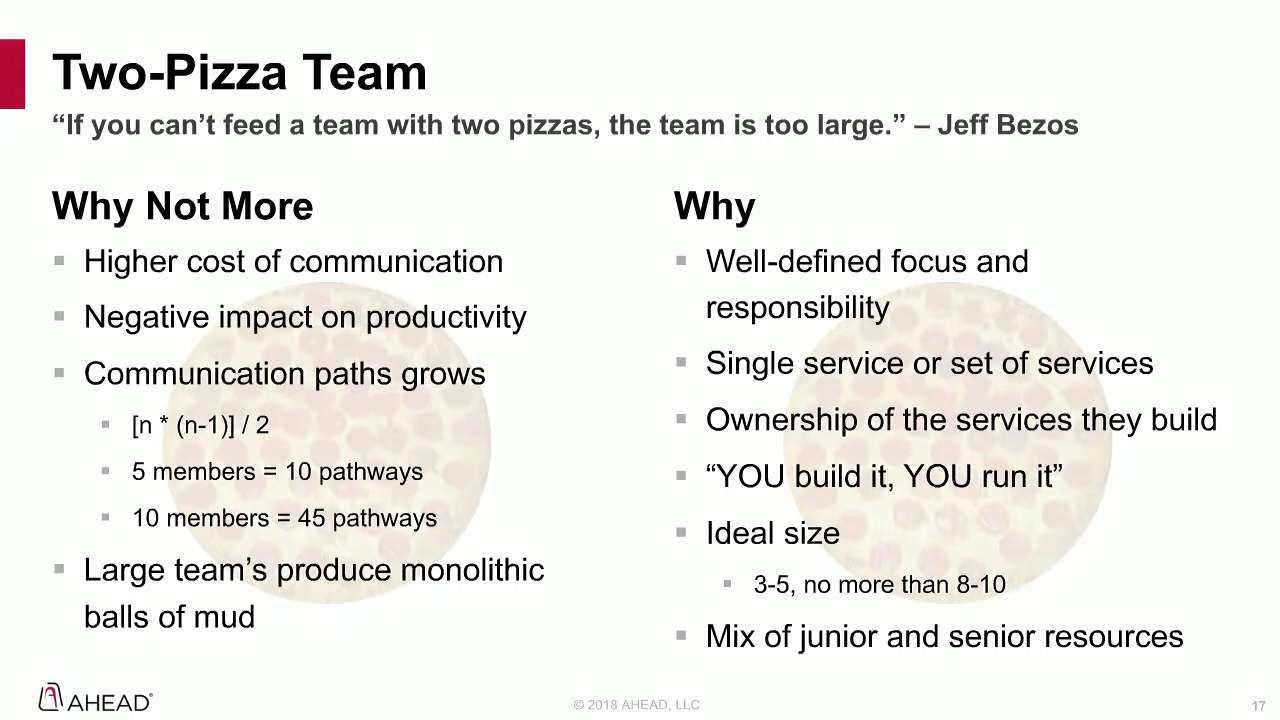 Two-Pizza Team
“If you can’t feed a team with two pizzas, the team is too large.” – Jeff Bezos
Why Not More
Higher cost of communication
Negative impact on productivity
Communication paths grows
[n * (n-1)] / 2
5 members = 10 pathways
10 members = 45 pathways
Large team’s produce monolithic
balls of mud
Why
Well-defined focus and
responsibility
Single service or set of services
Ownership of the services they build
“YOU build it, YOU run it”
Ideal size
3-5, no more than 8-10
Mix of junior and senior resources
AHEAD®
© 2018 AHEAD, LLC
17